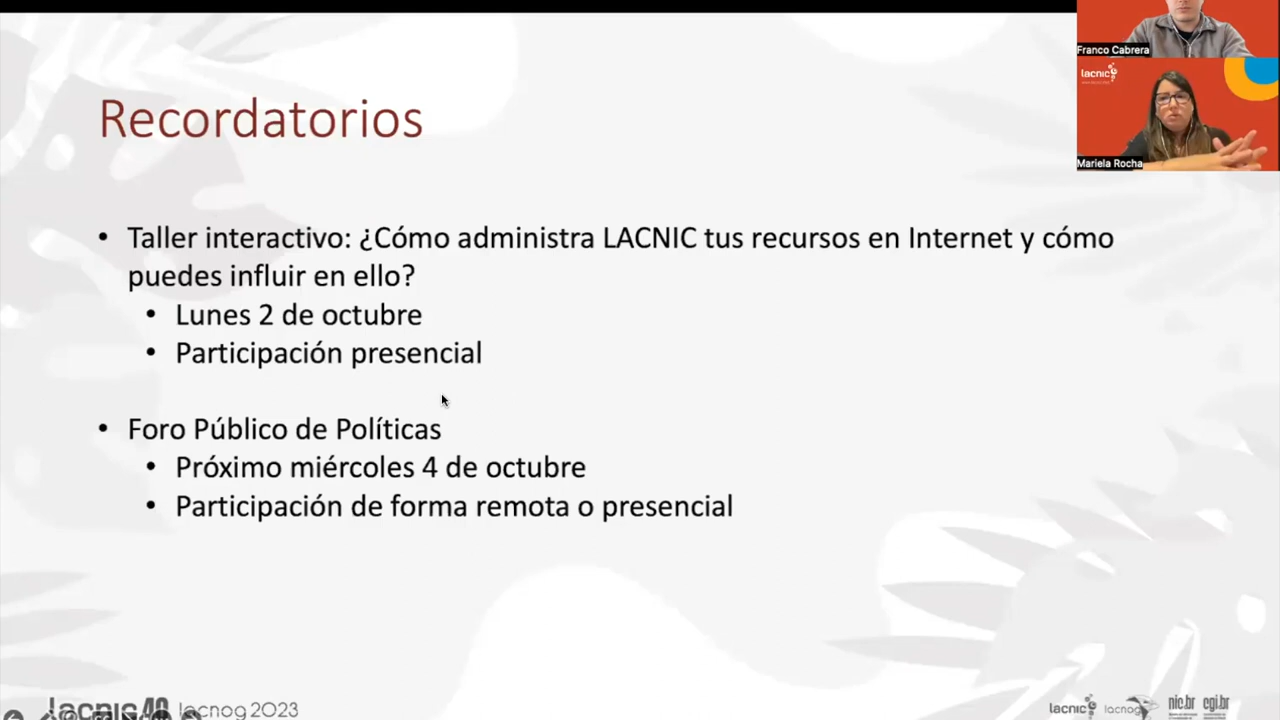 Franco Cabrera
lacnic
Mariela Rocha
Recordatorios
• Taller interactivo: ¿Cómo administra LACNIC tus recursos en Internet y cómo
puedes influir en ello?
• Lunes 2 de octubre
• Participación presencial
• Foro Público de Políticas
• Próximo miércoles 4 de octubre
• Participación de forma remota o presencial
lacnic40 lacnog 2023
lacnic lacnog nic.br cgi.br